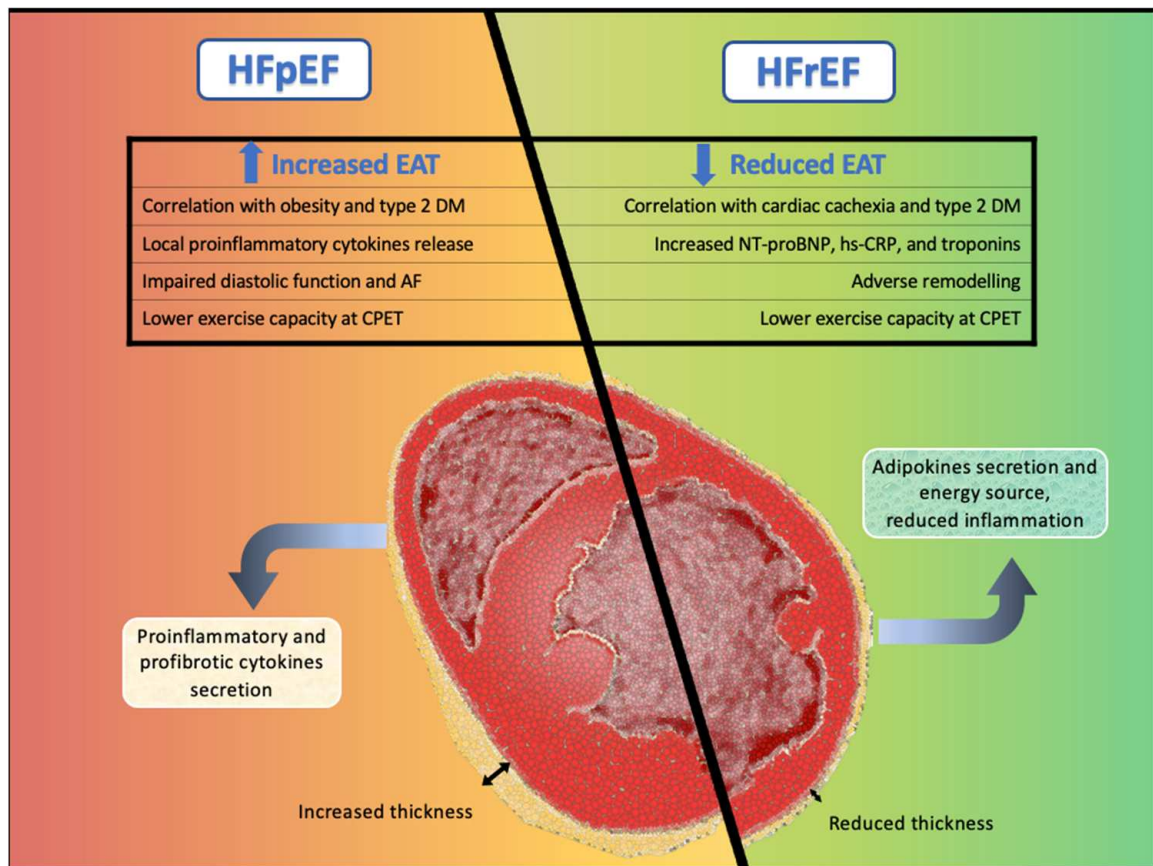 HFpEF
HFrEF
Increased EAT
Reduced EAT
Correlation with obesity and type 2 DM
Correlation with cardiac cachexia and type 2 DM
Local proinflammatory cytokines release
Increased NT-proBNP, hs-CRP, and troponins
Impaired diastolic function and AF
Adverse remodelling
Lower exercise capacity at CPET
Lower exercise capacity at CPET
Adipokines secretion and
energy source,
reduced inflammation
Proinflammatory and
profibrotic cytokines
secretion
Increased thickness
Reduced thickness